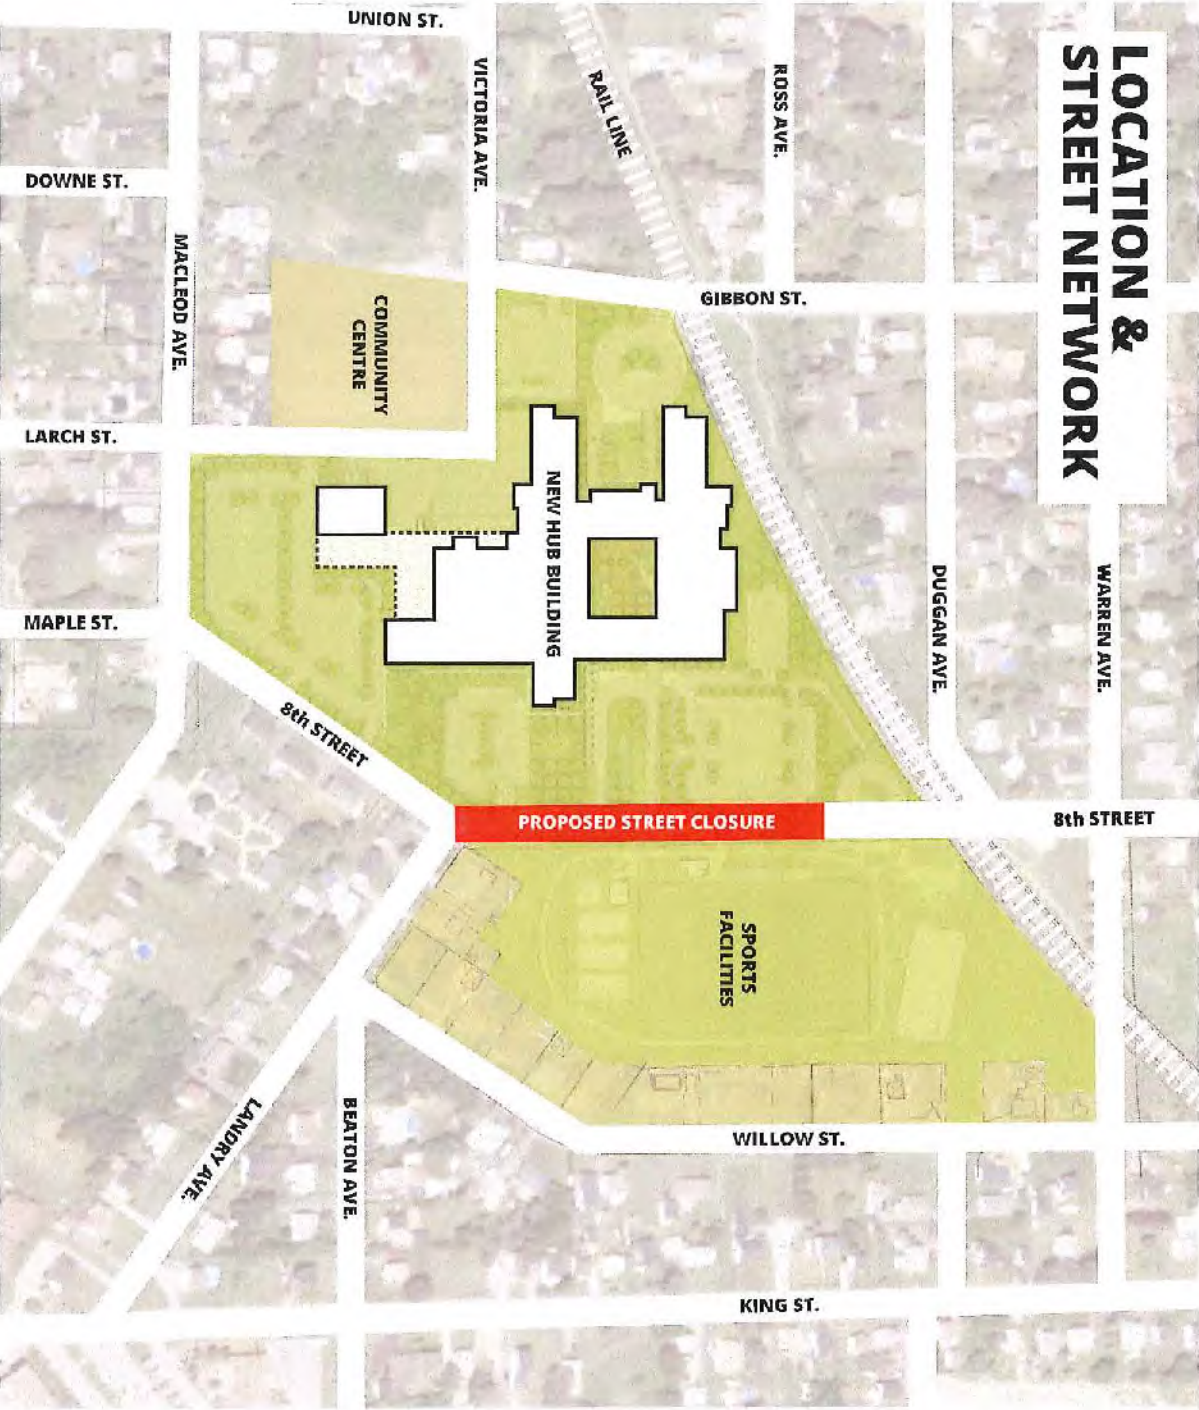 LOCATION &
STREET NETWORK
UNION ST.
VICTORIA AVE.
RAIL LINE
ROSS AVE.
DOWNE ST.
MACLEOD AVE.
COMMUNITY
CENTRE
GIBBON ST.
LARCH ST.
NEW HUB BUILDING
MAPLE ST.
DUGGAN AVE.
WARREN AVE.
8th STREET
PROPOSED STREET CLOSURE
8th STREET
SPORTS
FACILITIES
LANDRY AVE.
BEATON AVE.
WILLOW ST.
KING ST.